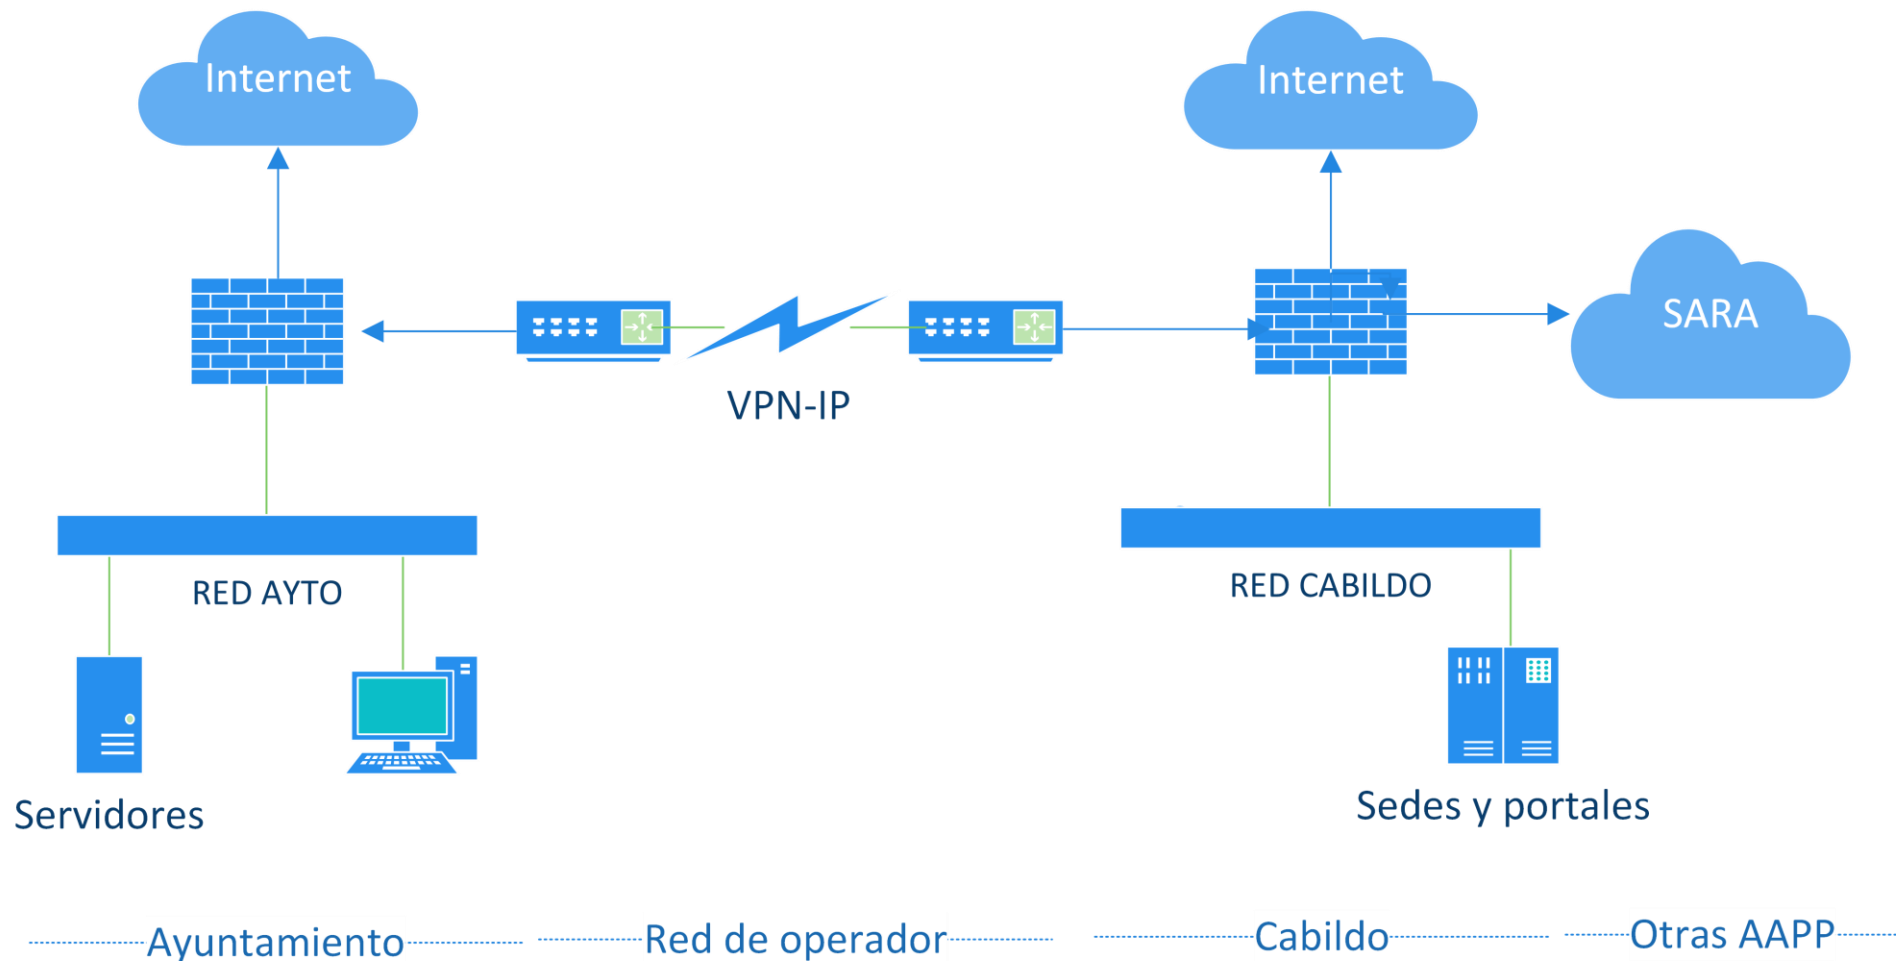 Internet
Internet
SARA
VPN-IP
RED AYTO
RED CABILDO
Servidores
Sedes y portales
Ayuntamiento
Red de operador
Cabildo
Otras AAPP